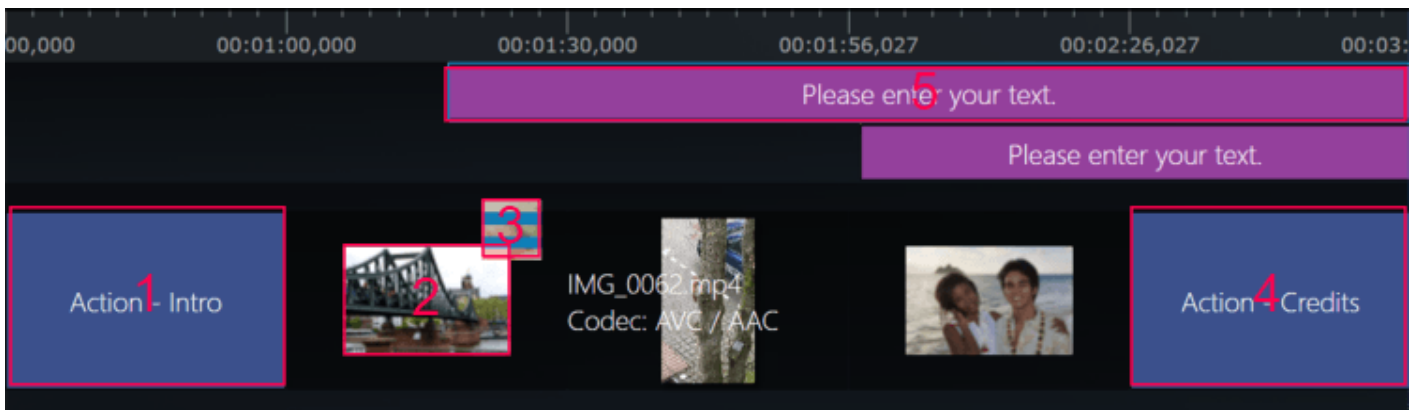 00,000 00:01:00,000 00:01:30,000 00:01:56,027 00:02:26,027 00:03:
Please enter your text.
5
Please enter your text.
3
1
Action - Intro
2
IMG_0062.mp4
Codec: AVC / AAC
4
Action - Credits